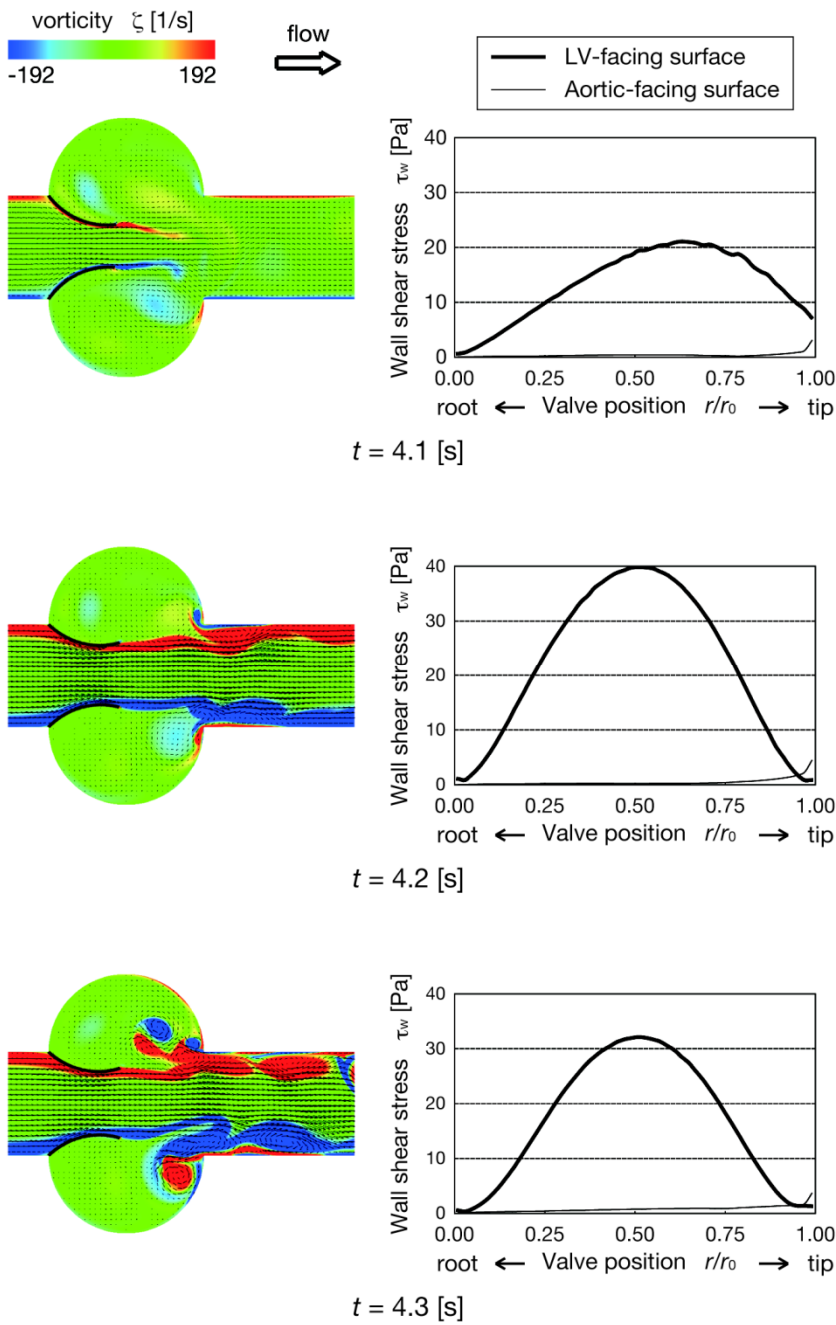 vorticity ζ [1/s]
-192 192
flow
LV-facing surface
Aortic-facing surface
Wall shear stress τw [Pa]
40
30
20
10
0
0.00 0.25 0.50 0.75 1.00
root ← Valve position r/r0 → tip
t = 4.1 [s]
Wall shear stress τw [Pa]
40
30
20
10
0
0.00 0.25 0.50 0.75 1.00
root ← Valve position r/r0 → tip
t = 4.2 [s]
Wall shear stress τw [Pa]
40
30
20
10
0
0.00 0.25 0.50 0.75 1.00
root ← Valve position r/r0 → tip
t = 4.3 [s]